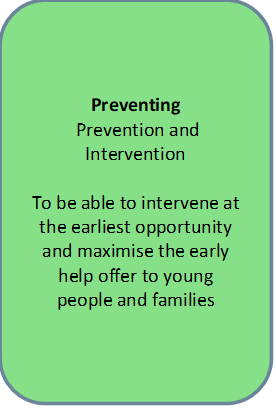 Preventing
Prevention and
Intervention
To be able to intervene at
the earliest opportunity
and maximise the early
help offer to young
people and families